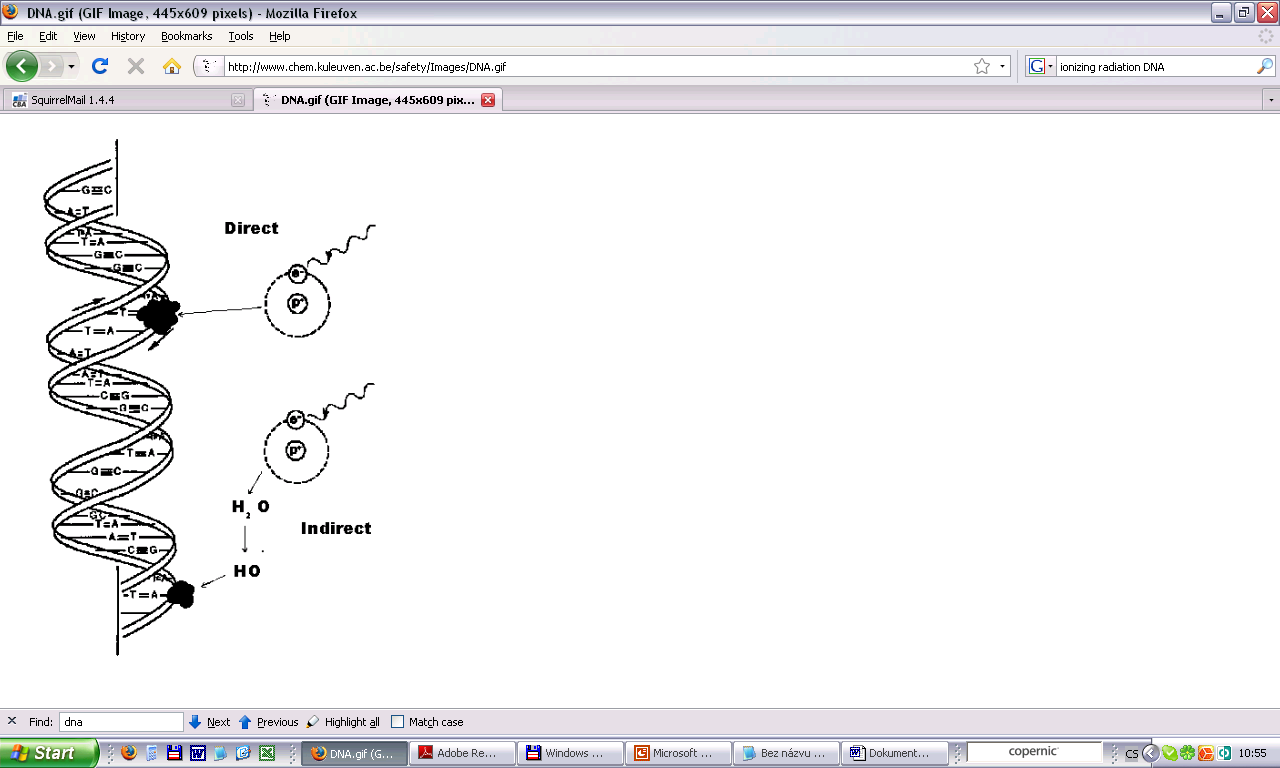 DNA.gif (GIF Image, 445x609 pixels) - Mozilla Firefox
File Edit View History Bookmarks Tools Help
http://www.chem.kuleuven.ac.be/safety/Images/DNA.gif
G ionizing radiation DNA
SquirrelMail 1.4.4
DNA.gif (GIF Image, 445x609 pix...
G≡C
A=T
T=A
G≡C
G≡C
Direct
e-
p+
T=
T=A
A=T
A=T
T=A
C≡G
G≡C
e-
p+
T=A
G≡C
G≡C
H2O
GC
T=A
A=T
C≡G
Indirect
HO
T=A
T=A
Find: dna Next Previous Highlight all Match case
Start
DNA.gif (G...
Adobe Re...
Windows ...
Microsoft ...
Bez názvu ...
Dokument...
copernic
CS
10:55